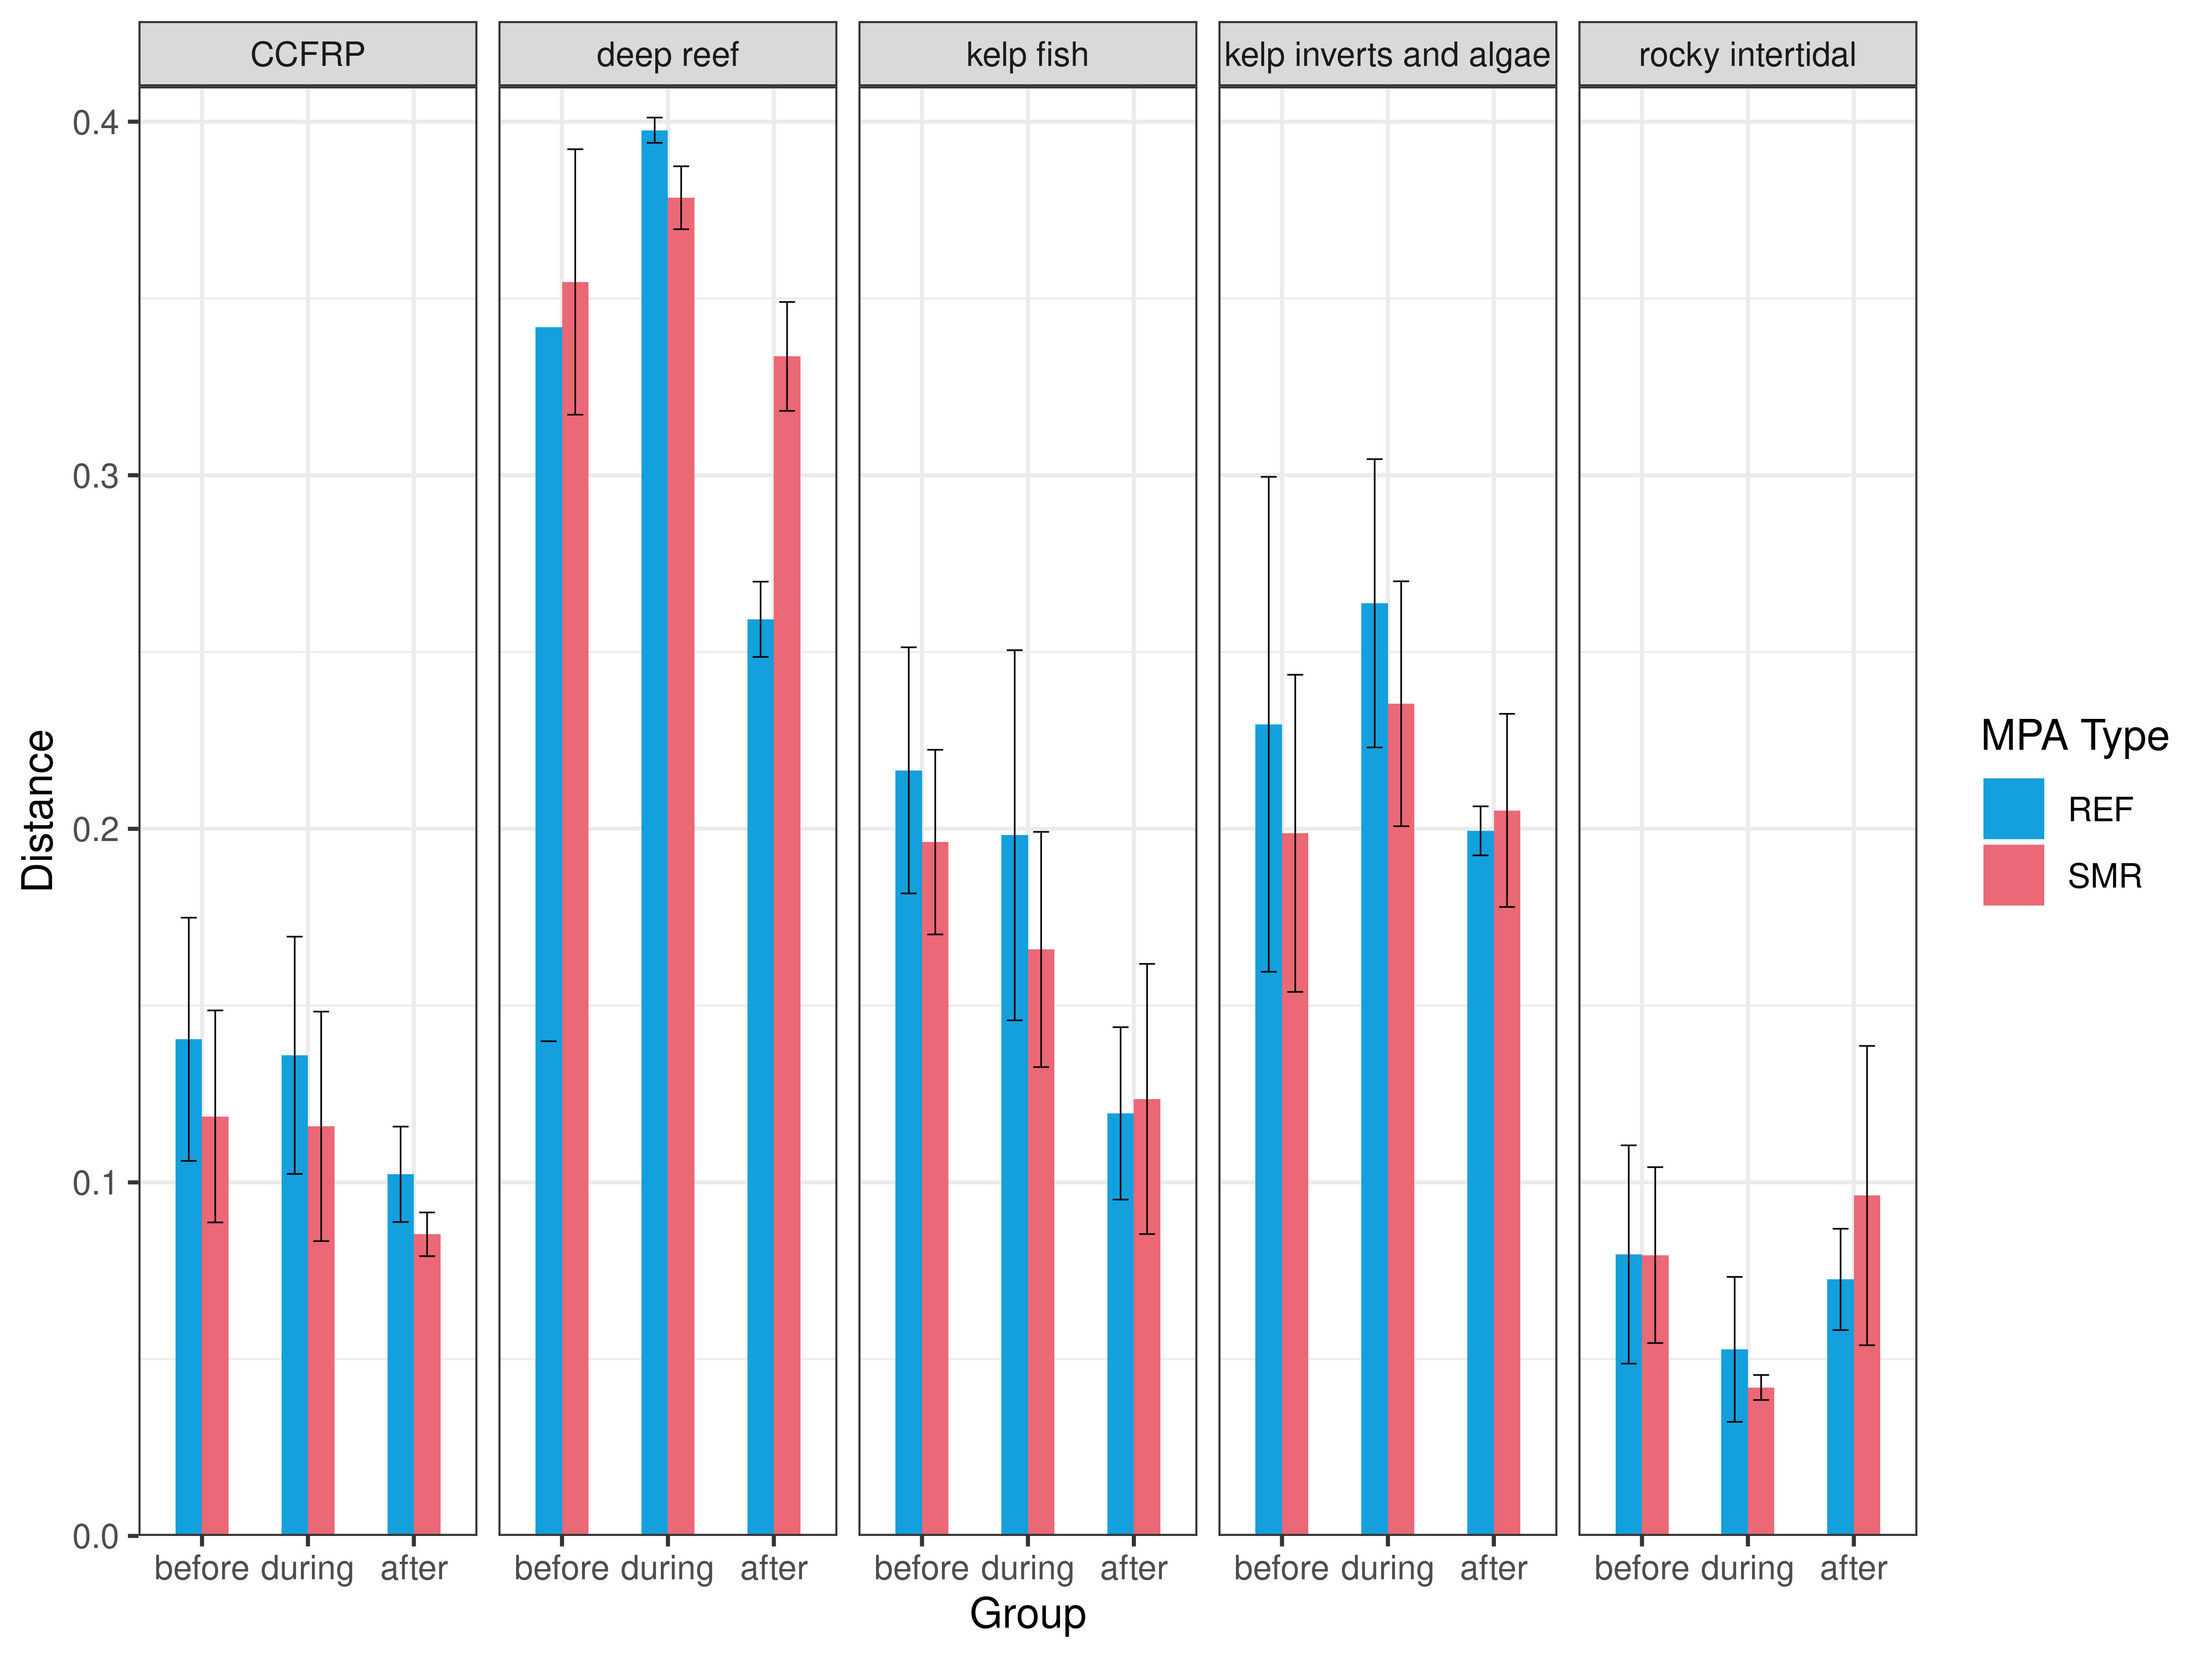 CCFRP deep reef kelp fish kelp inverts and algae rocky intertidal
0.4
0.3
0.2
0.1
0.0
Distance
before during after before during after before during after before during after before during after
Group
MPA Type
REF
SMR